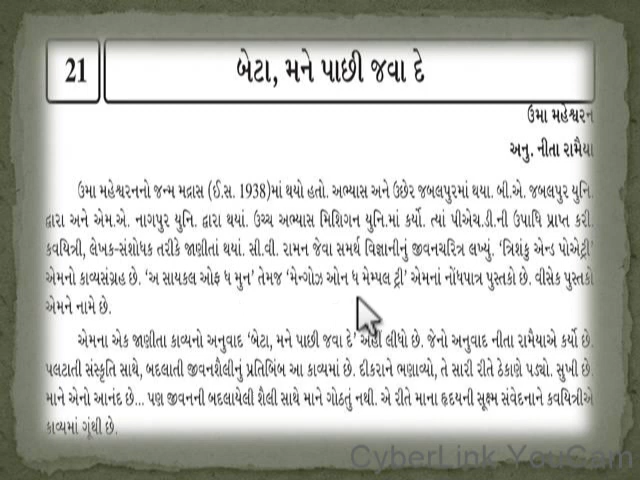 21
બેટા, મને પાછી જવા દે
ઉમા મહેશ્વરન
અનુ. નીતા રામૈયા
ઉમા મહેશ્વરનનો જન્મ મદ્રાસ (ઈ.સ. 1938)માં થયો હતો. અભ્યાસ અને ઉછેર જબલપુરમાં થયા. બી.એ. જબલપુર યુનિ.
દ્વારા અને એમ.એ. નાગપુર યુનિ. દ્વારા થયાં. ઉચ્ચ અભ્યાસ મિશિગન યુનિ.માં કર્યો. ત્યાં પીએચ.ડી.ની ઉપાધિ પ્રાપ્ત કરી.
કવયિત્રી, લેખક-સંશોધક તરીકે જાણીતાં થયાં. સી.વી. રામન જેવા સમર્થ વિજ્ઞાનીનું જીવનચરિત્ર લખ્યું. ‘ત્રિશંકુ એન્ડ પોએટ્રી’
એમનો કાવ્યસંગ્રહ છે. ‘અ સાયકલ ઓફ ધ મુન’ તેમજ ‘મેન્ગોઝ ઓન ધ મેમ્પલ ટ્રી’ એમનાં નોંધપાત્ર પુસ્તકો છે. વીસેક પુસ્તકો
એમને નામે છે.
એમના એક જાણીતા કાવ્યનો અનુવાદ ‘બેટા, મને પાછી જવા દે’ અહીં લીધો છે. જેનો અનુવાદ નીતા રામૈયાએ કર્યો છે.
પલટાતી સંસ્કૃતિ સાથે, બદલાતી જીવનશૈલીનું પ્રતિબિંબ આ કાવ્યમાં છે. દીકરાને ભણાવ્યો, તે સારી રીતે ઠેકાણે પડ્યો. સુખી છે.
માને એનો આનંદ છે... પણ જીવનની બદલાયેલી શૈલી સાથે માને ગોઠતું નથી. એ રીતે માના હૃદયની સૂક્ષ્મ સંવેદનાને કવયિત્રીએ
કાવ્યમાં ગૂંથી છે.
CyberLink YouCam